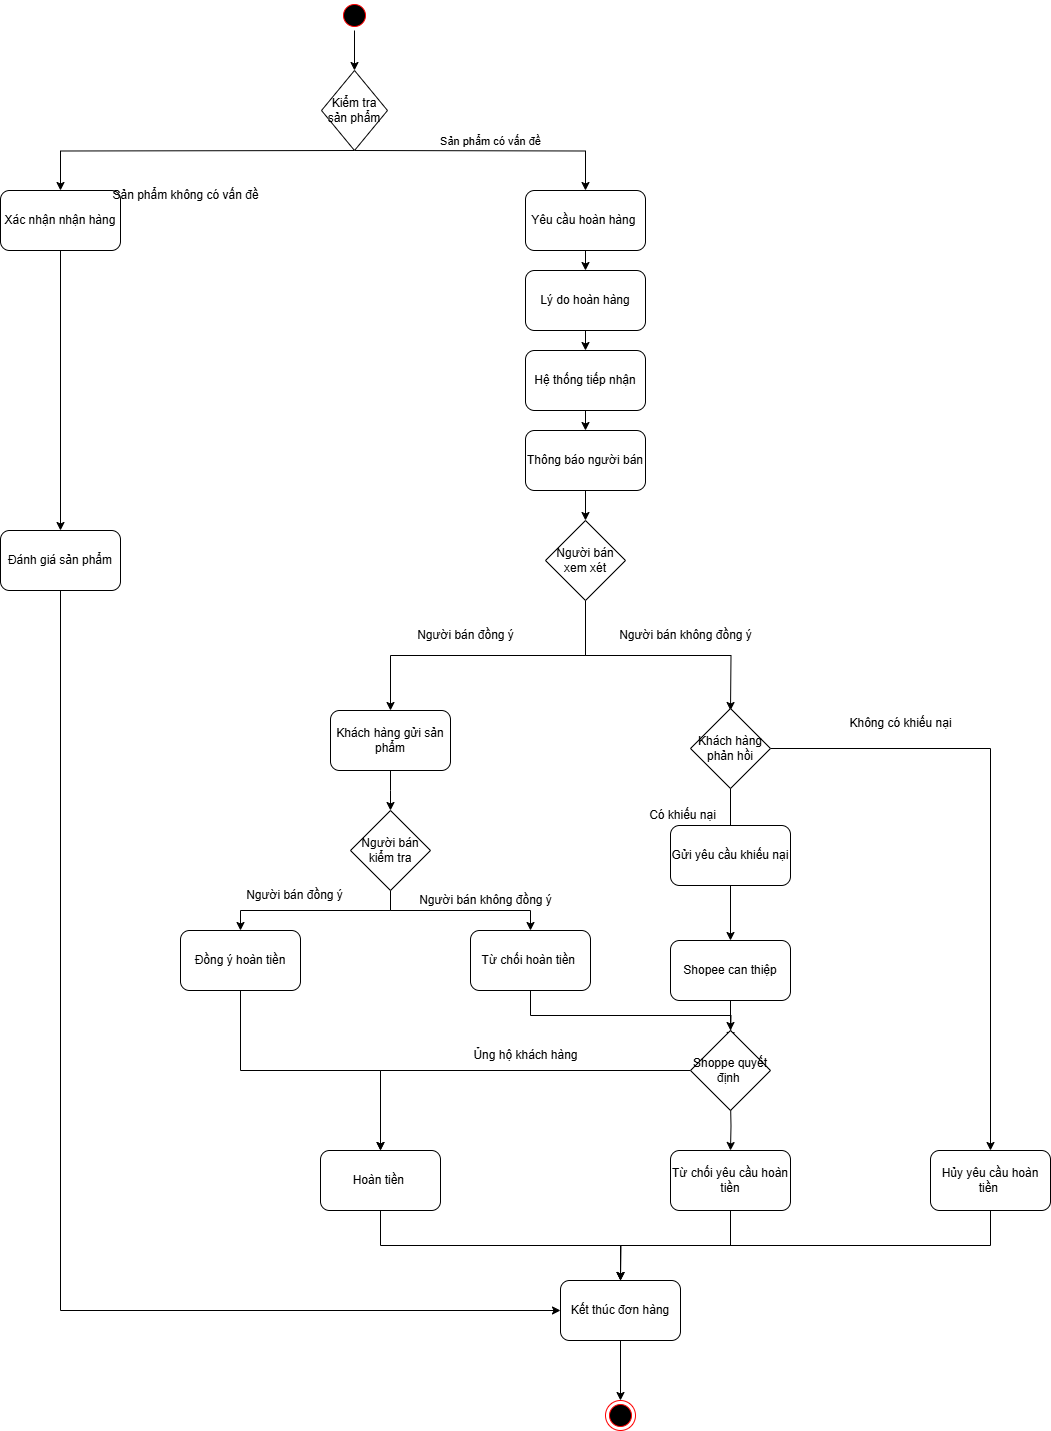 Kiểm tra
sản phẩm
Sản phẩm có vấn đề
Sản phẩm không có vấn đề
Xác nhận nhận hàng
Yêu cầu hoàn hàng
Lý do hoàn hàng
Hệ thống tiếp nhận
Thông báo người bán
Người bán
xem xét
Đánh giá sản phẩm
Người bán đồng ý
Người bán không đồng ý
Khách hàng gửi sản
phẩm
Khách hàng
phản hồi
Không có khiếu nại
Có khiếu nại
Người bán
kiểm tra
Gửi yêu cầu khiếu nại
Người bán đồng ý
Người bán không đồng ý
Đồng ý hoàn tiền
Từ chối hoàn tiền
Shopee can thiệp
Ủng hộ khách hàng
Shoppe quyết
định
Hoàn tiền
Từ chối yêu cầu hoàn
tiền
Hủy yêu cầu hoàn
tiền
Kết thúc đơn hàng